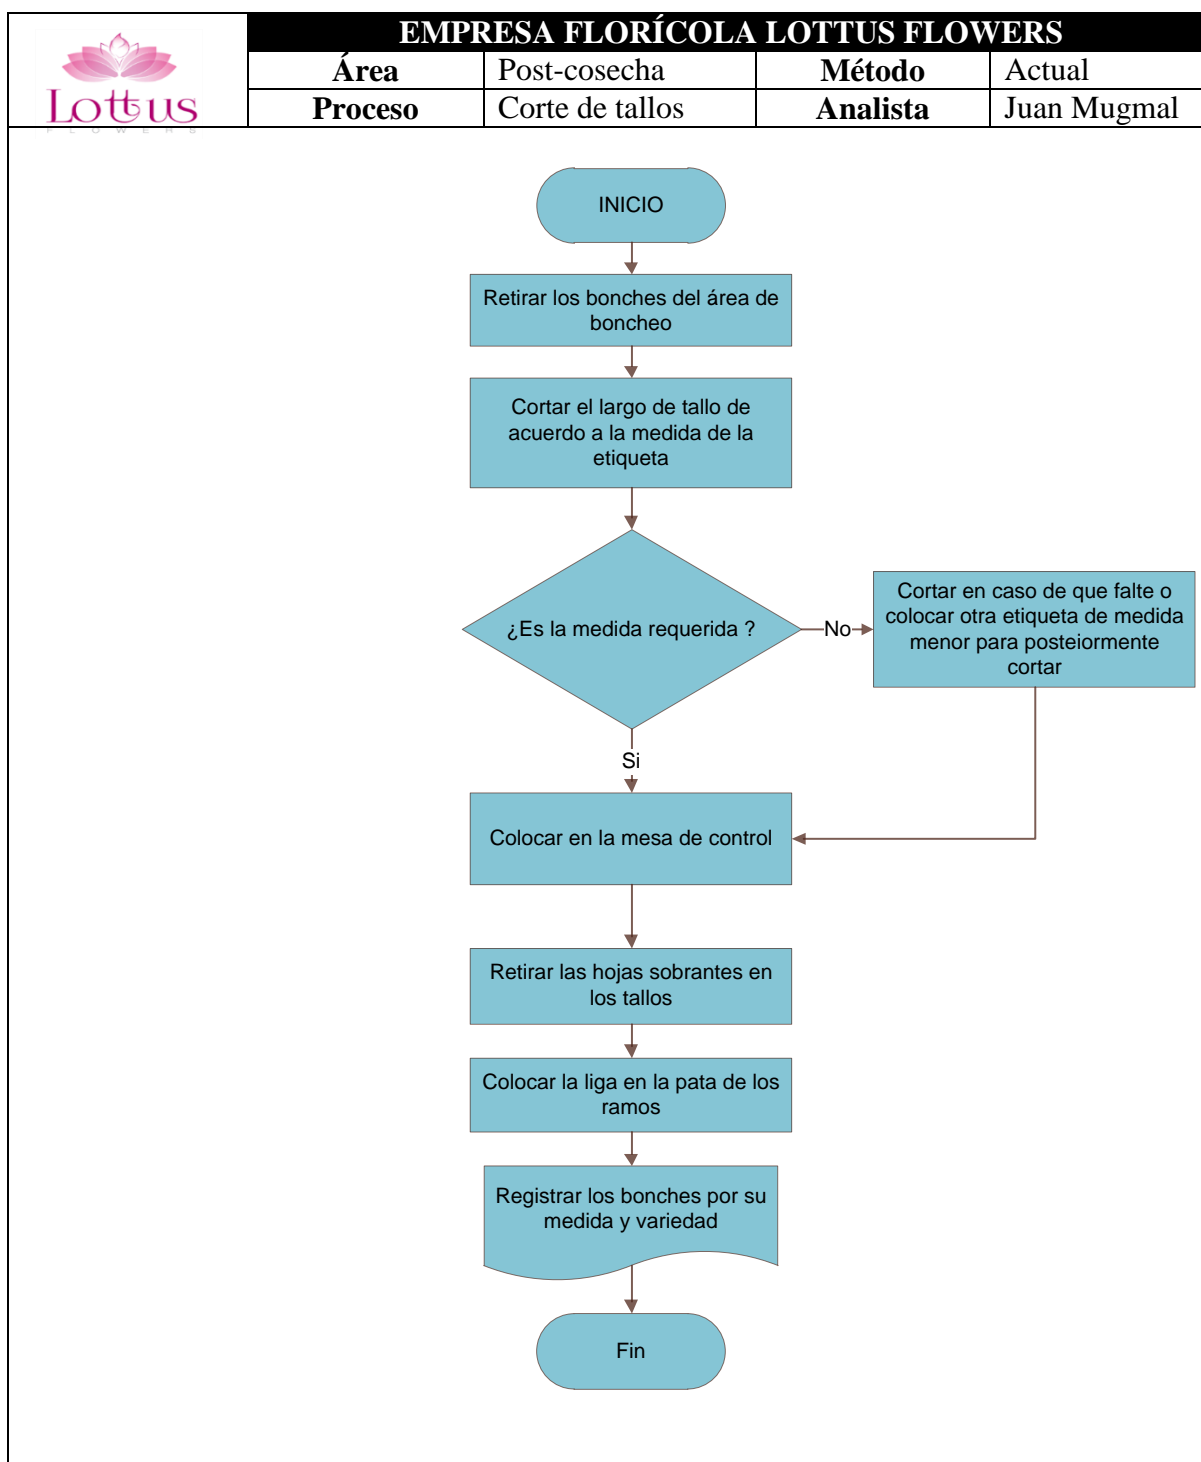 EMPRESA FLORÍCOLA LOTTUS FLOWERS
Lottus
FLOWERS
Área Post-cosecha Método Actual
Proceso Corte de tallos Analista Juan Mugmal
INICIO
Retirar los bonches del área de
boncheo
Cortar el largo de tallo de
acuerdo a la medida de la
etiqueta
¿Es la medida requerida ?
No
Cortar en caso de que falte o
colocar otra etiqueta de medida
menor para posteiormente
cortar
Si
Colocar en la mesa de control
Retirar las hojas sobrantes en
los tallos
Colocar la liga en la pata de los
ramos
Registrar los bonches por su
medida y variedad
Fin